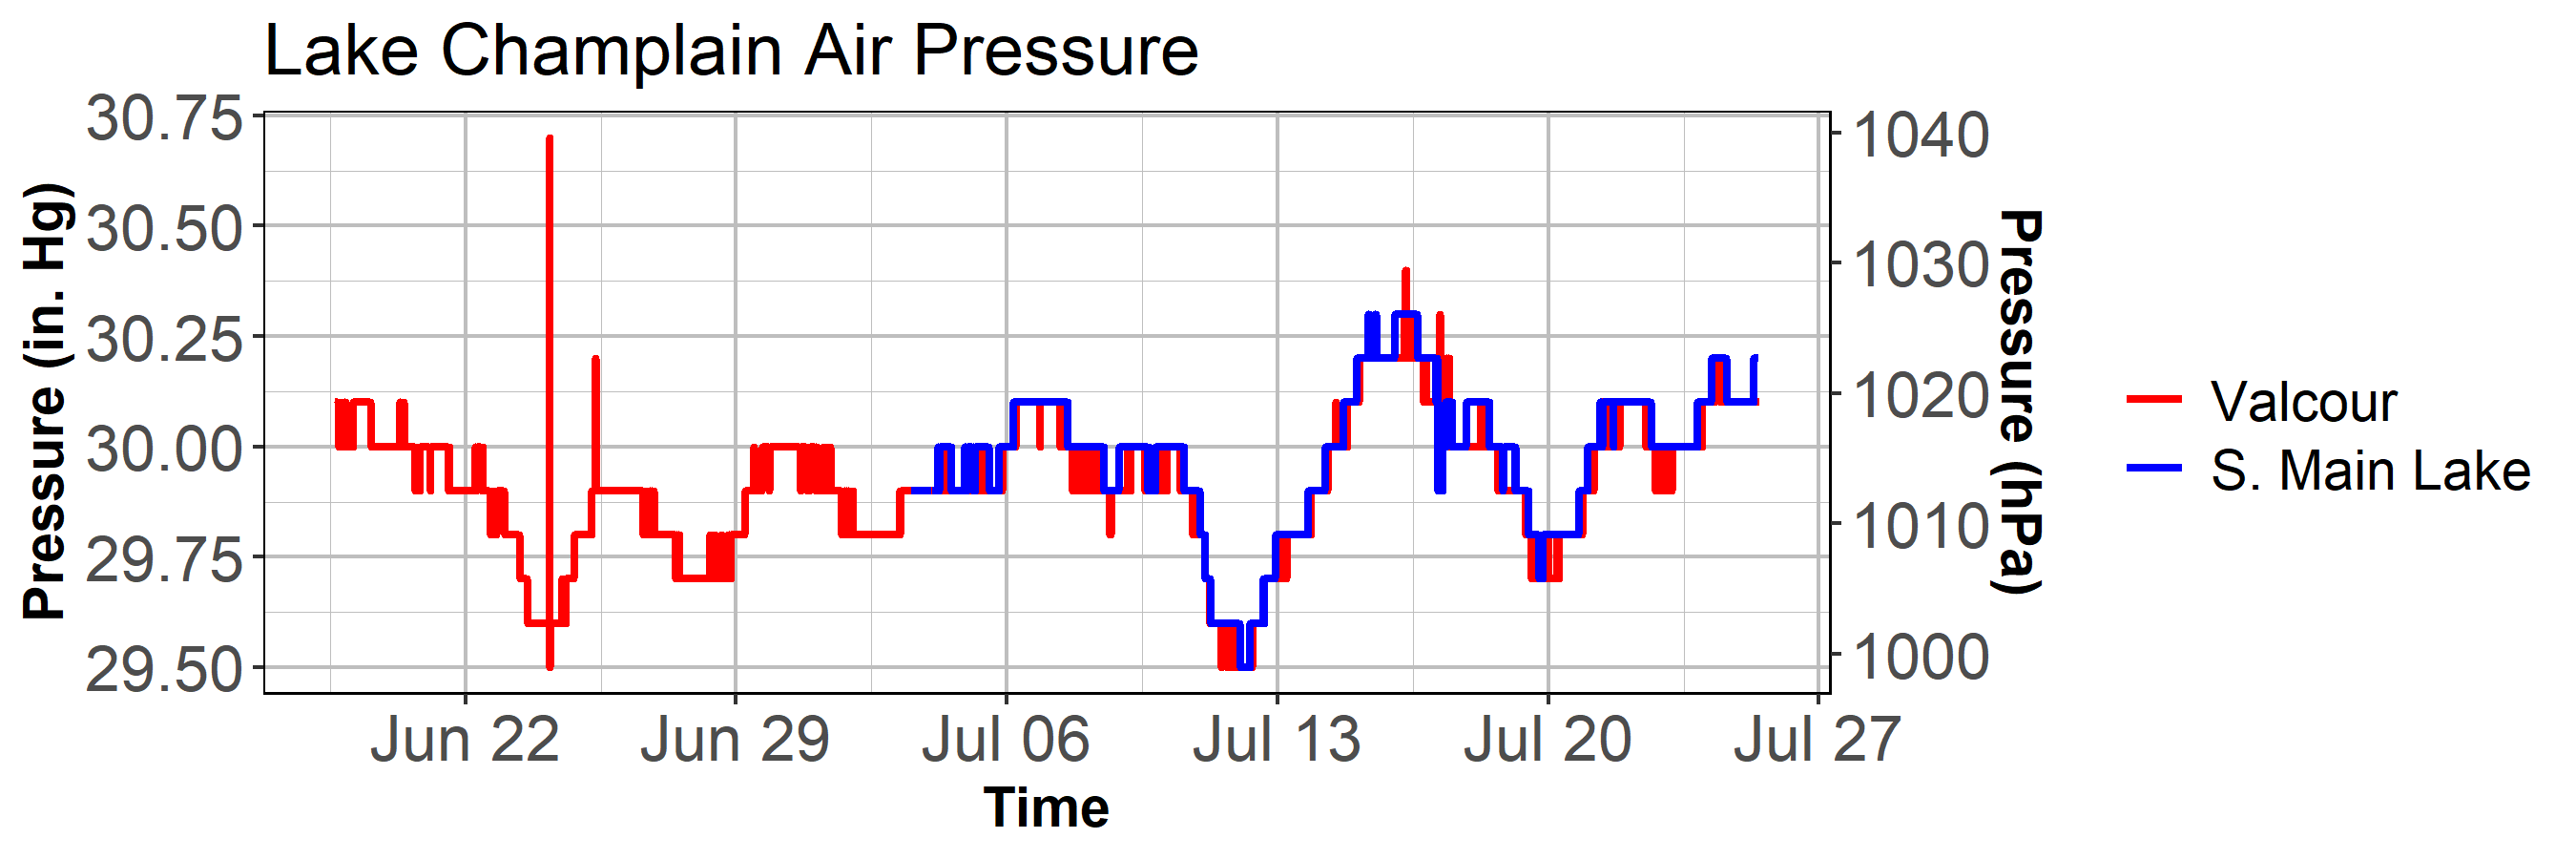 Lake Champlain Air Pressure
Pressure (in. Hg)
30.75
30.50
30.25
30.00
29.75
29.50
1040
1030
1020
1010
1000
Pressure (hPa)
Jun 22 Jun 29 Jul 06 Jul 13 Jul 20 Jul 27
Time
Valcour
S. Main Lake